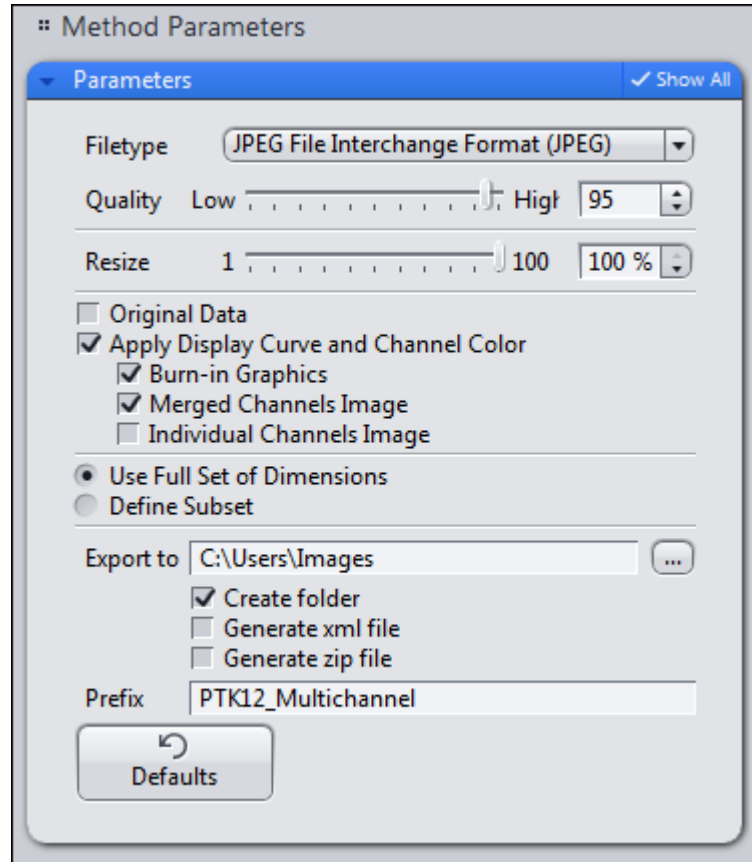 Method Parameters
Parameters Show All
Filetype JPEG File Interchange Format (JPEG)
Quality Low High 95
Resize 1 100 100 %
Original Data
Apply Display Curve and Channel Color
Burn-in Graphics
Merged Channels Image
Individual Channels Image
Use Full Set of Dimensions
Define Subset
Export to C:\Users\Images ...
Create folder
Generate xml file
Generate zip file
Prefix PTK12_Multichannel
Defaults